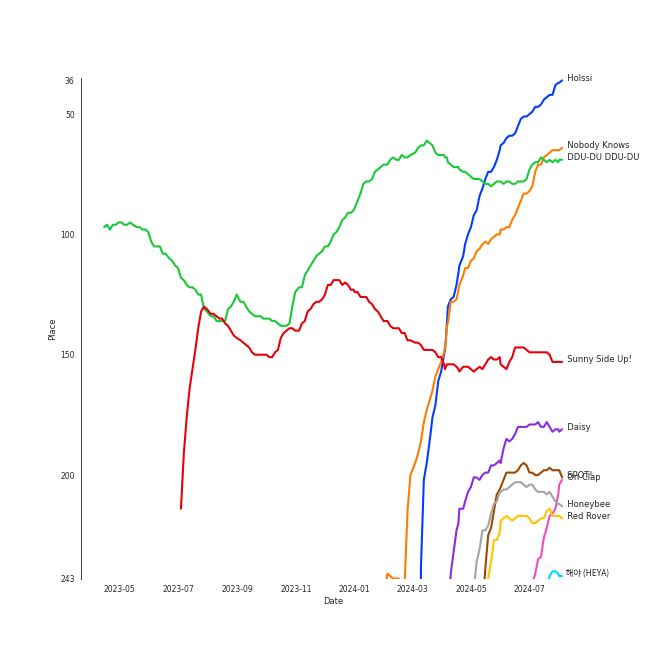 36
50
100
150
200
243
Place
2023-05
2023-07
2023-09
2023-11
2024-01
2024-03
2024-05
2024-07
Date
Holssi
Nobody Knows
DDU-DU DDU-DU
Sunny Side Up!
Daisy
SPOT!
On Clap
Honeybee
Red Rover
해야 (HEYA)